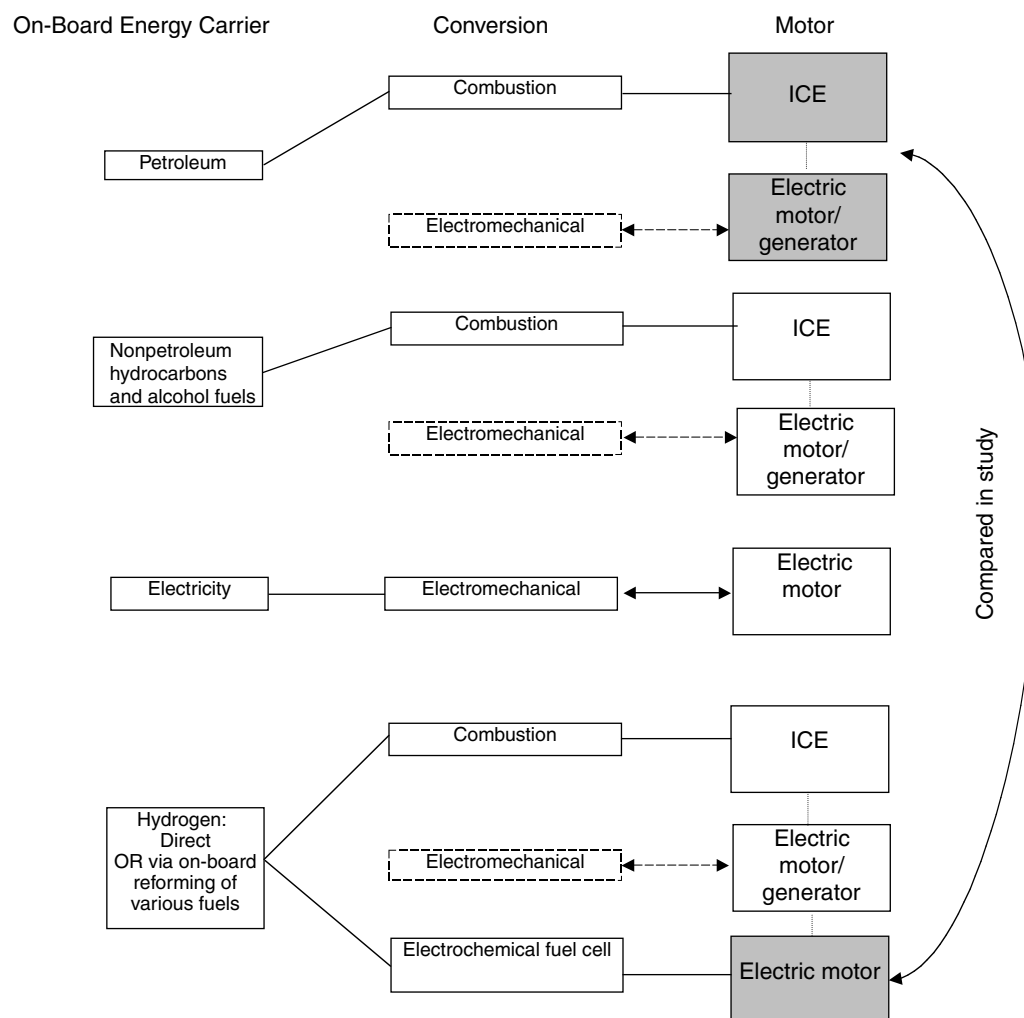 On-Board Energy Carrier
Conversion
Motor
Combustion
ICE
Petroleum
Electromechanical
Electric
motor/
generator
Combustion
ICE
Nonpetroleum
hydrocarbons
and alcohol fuels
Electromechanical
Electric
motor/
generator
Compared in study
Electricity
Electromechanical
Electric
motor
Combustion
ICE
Hydrogen:
Direct
OR via on-board
reforming of
various fuels
Electromechanical
Electric
motor/
generator
Electrochemical fuel cell
Electric motor